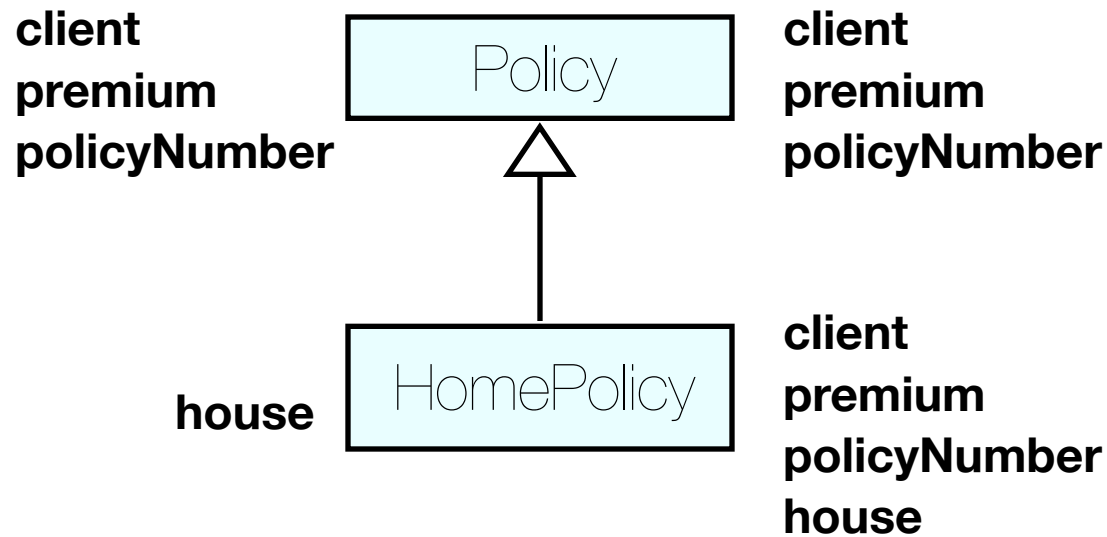 client
premium
policyNumber
Policy
client
premium
policyNumber
house
HomePolicy
client
premium
policyNumber
house